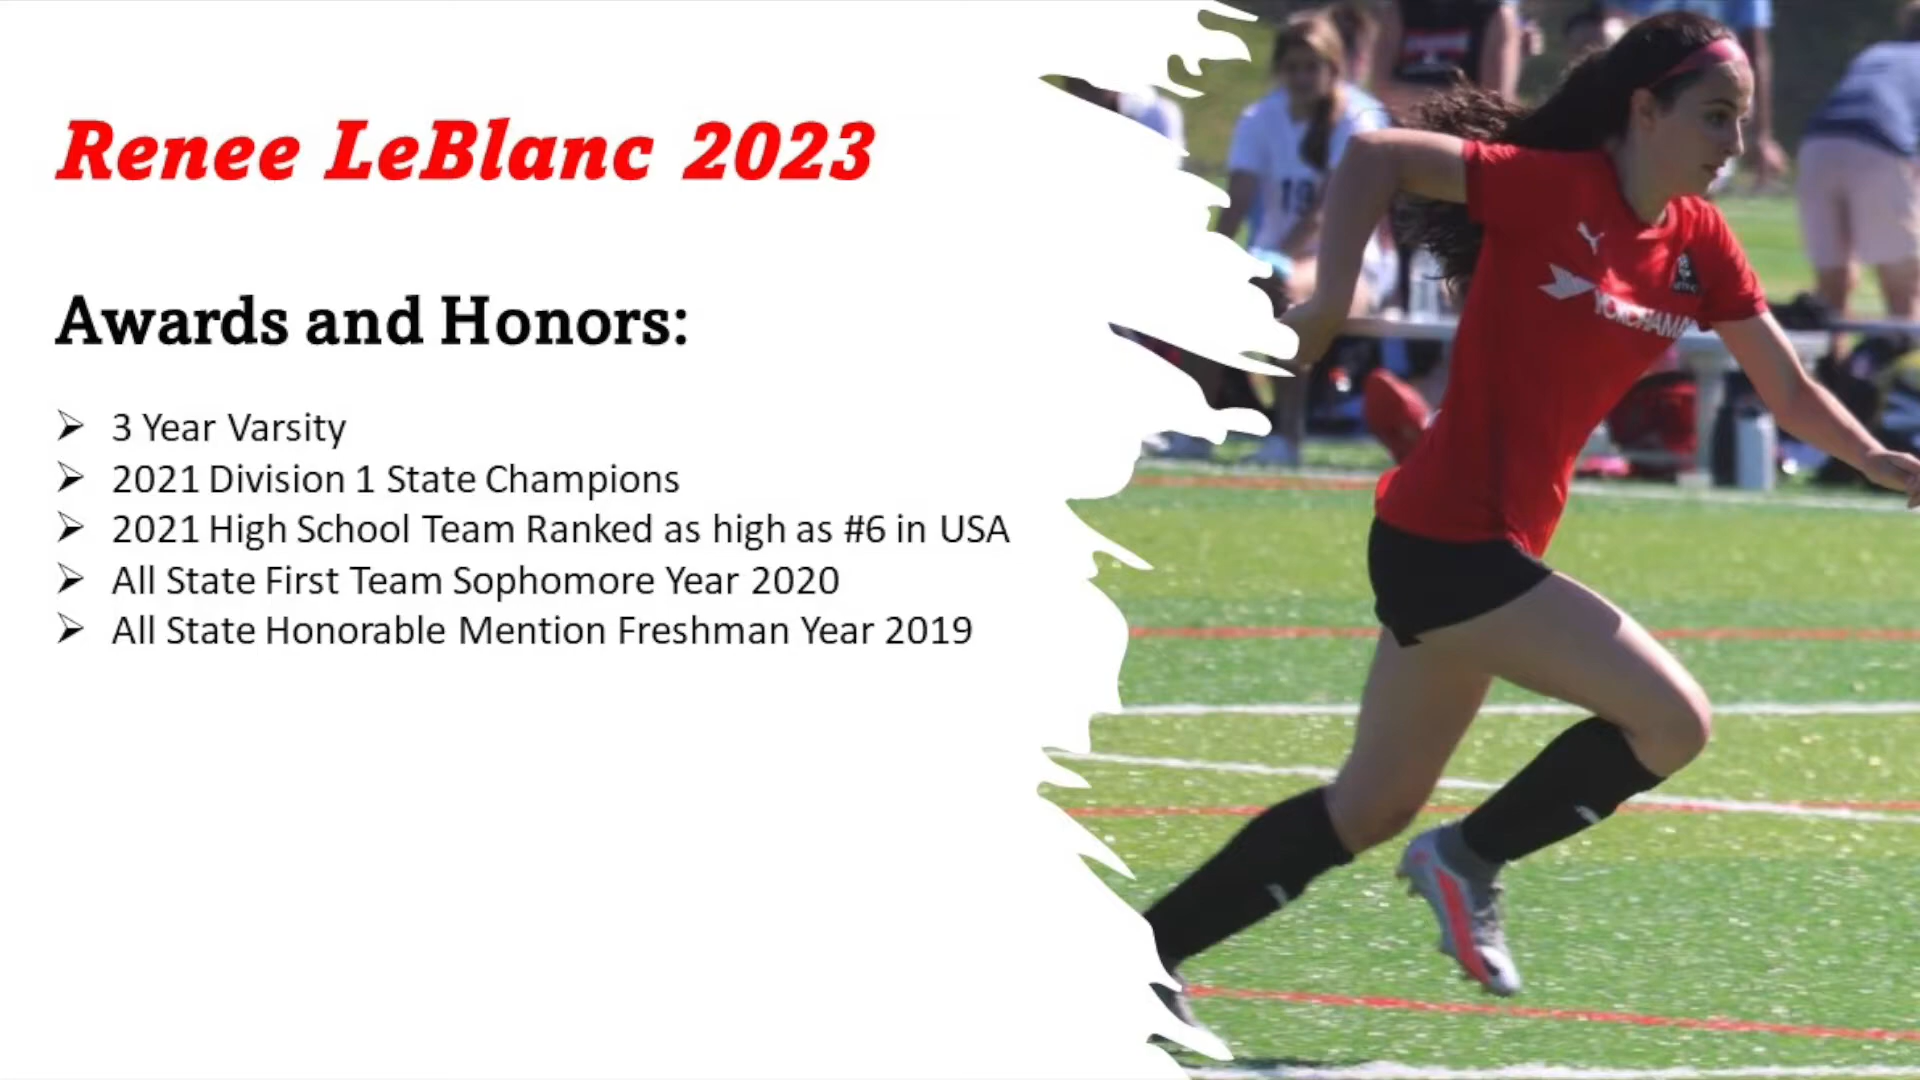 Renee LeBlanc 2023
Awards and Honors:
3 Year Varsity
2021 Division 1 State Champions
2021 High School Team Ranked as high as #6 in USA
All State First Team Sophomore Year 2020
All State Honorable Mention Freshman Year 2019
19
YOKOHAMA